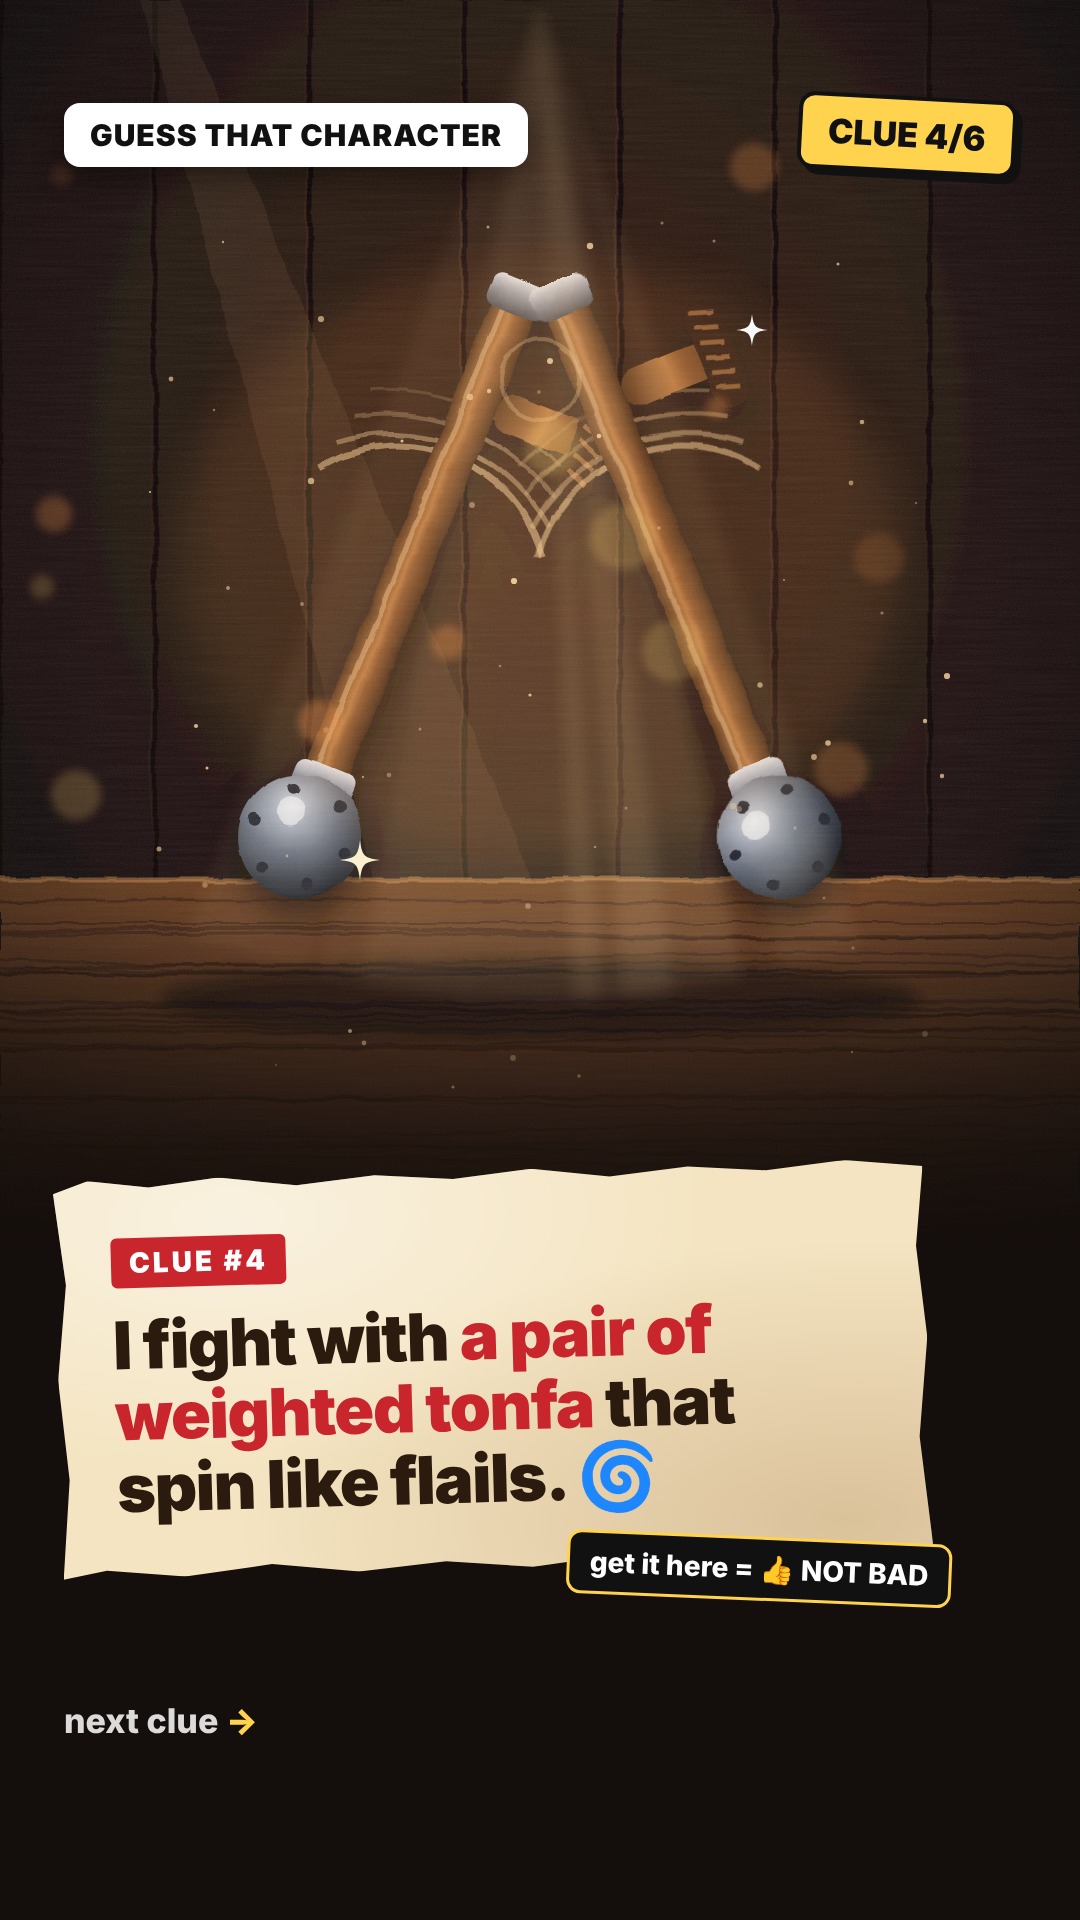 GUESS THAT CHARACTER
CLUE 4/6
CLUE #4
I fight with a pair of
weighted tonfa that
spin like flails. 🌀
get it here = 👍 NOT BAD
next clue →